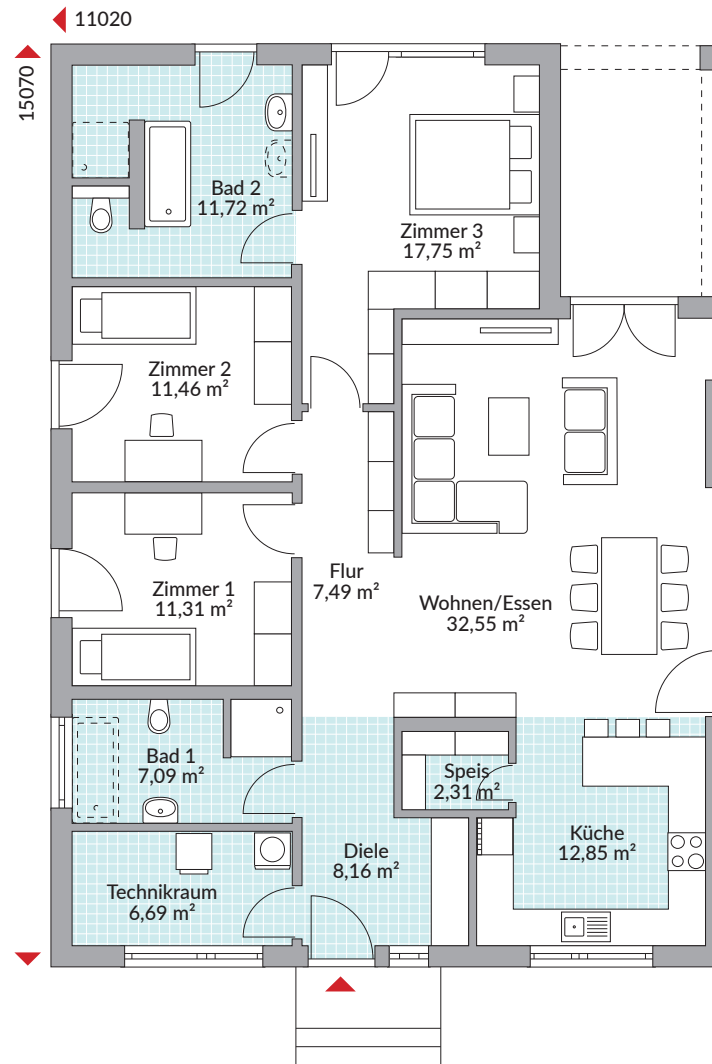 11020
15070
Bad 2
11,72 m²
Zimmer 3
17,75 m²
Zimmer 2
11,46 m²
Zimmer 1
11,31 m²
Flur
7,49 m²
Wohnen/Essen
32,55 m²
Bad 1
7,09 m²
Speis
2,31 m²
Küche
12,85 m²
Diele
8,16 m²
Technikraum
6,69 m²